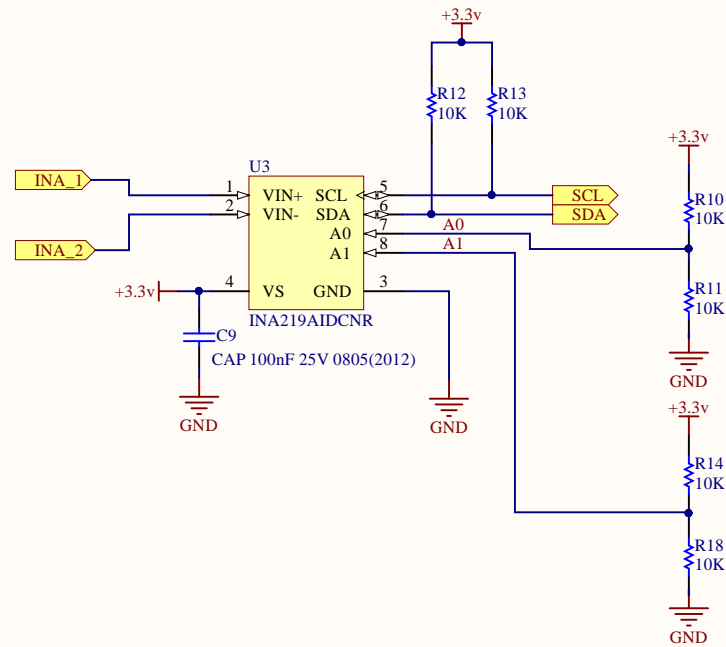 +3.3v
R12
10K
R13
10K
+3.3v
U3
INA_1
1
VIN+
SCL
5
SCL
R10
10K
2
VIN-
SDA
6
SDA
INA_2
A0
7
A0
A1
8
A1
+3.3v
4
VS
GND
3
R11
10K
INA219AIDCNR
C9
CAP 100nF 25V 0805(2012)
GND
GND
GND
+3.3v
R14
10K
R18
10K
GND